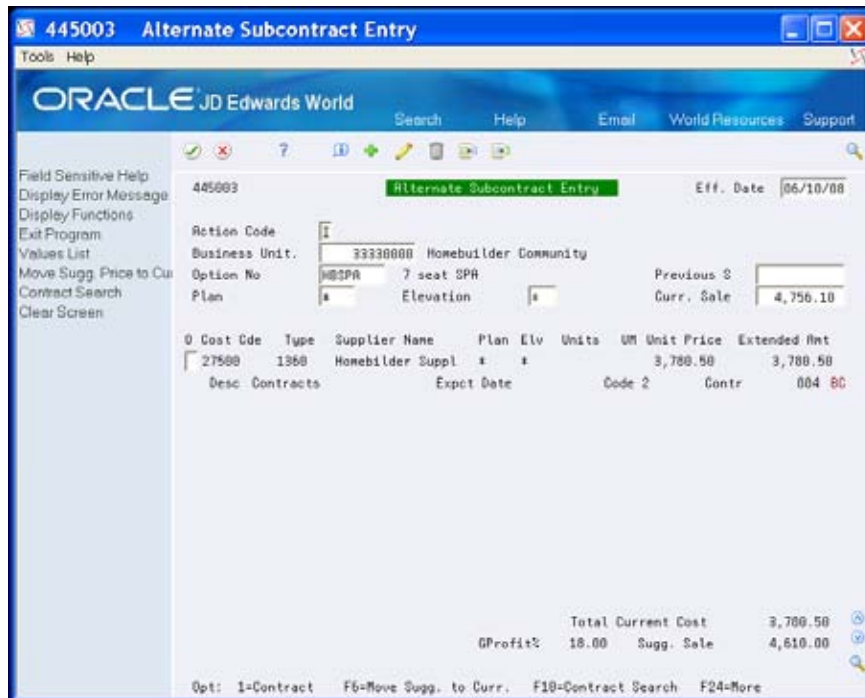 445003 Alternate Subcontract Entry
Tools Help
ORACLE JD Edwards World
Search Help Email World Resources Support
Field Sensitive Help
Display Error Message
Display Functions
Exit Program
Values List
Move Sugg. Price to Cu
Contract Search
Clear Screen
445003 Alternate Subcontract Entry Eff. Date 06/10/08
Action Code I
Business Unit. 33330000 Homebuilder Community
Option No HBSPA 7 seat SPA Previous S
Plan * Elevation * Curr. Sale 4,756.10
O Cost Cde Type Supplier Name Plan Elv Units UM Unit Price Extended Amt
27500 1360 Homebilder Suppl * * 3,780.50 3,780.50
Desc Contracts Expct Date Code 2 Contr 004 BC
Total Current Cost 3,780.50
GProfit% 18.00 Sugg. Sale 4,610.00
Opt: 1=Contract F6=Move Sugg. to Curr. F10=Contract Search F24=More